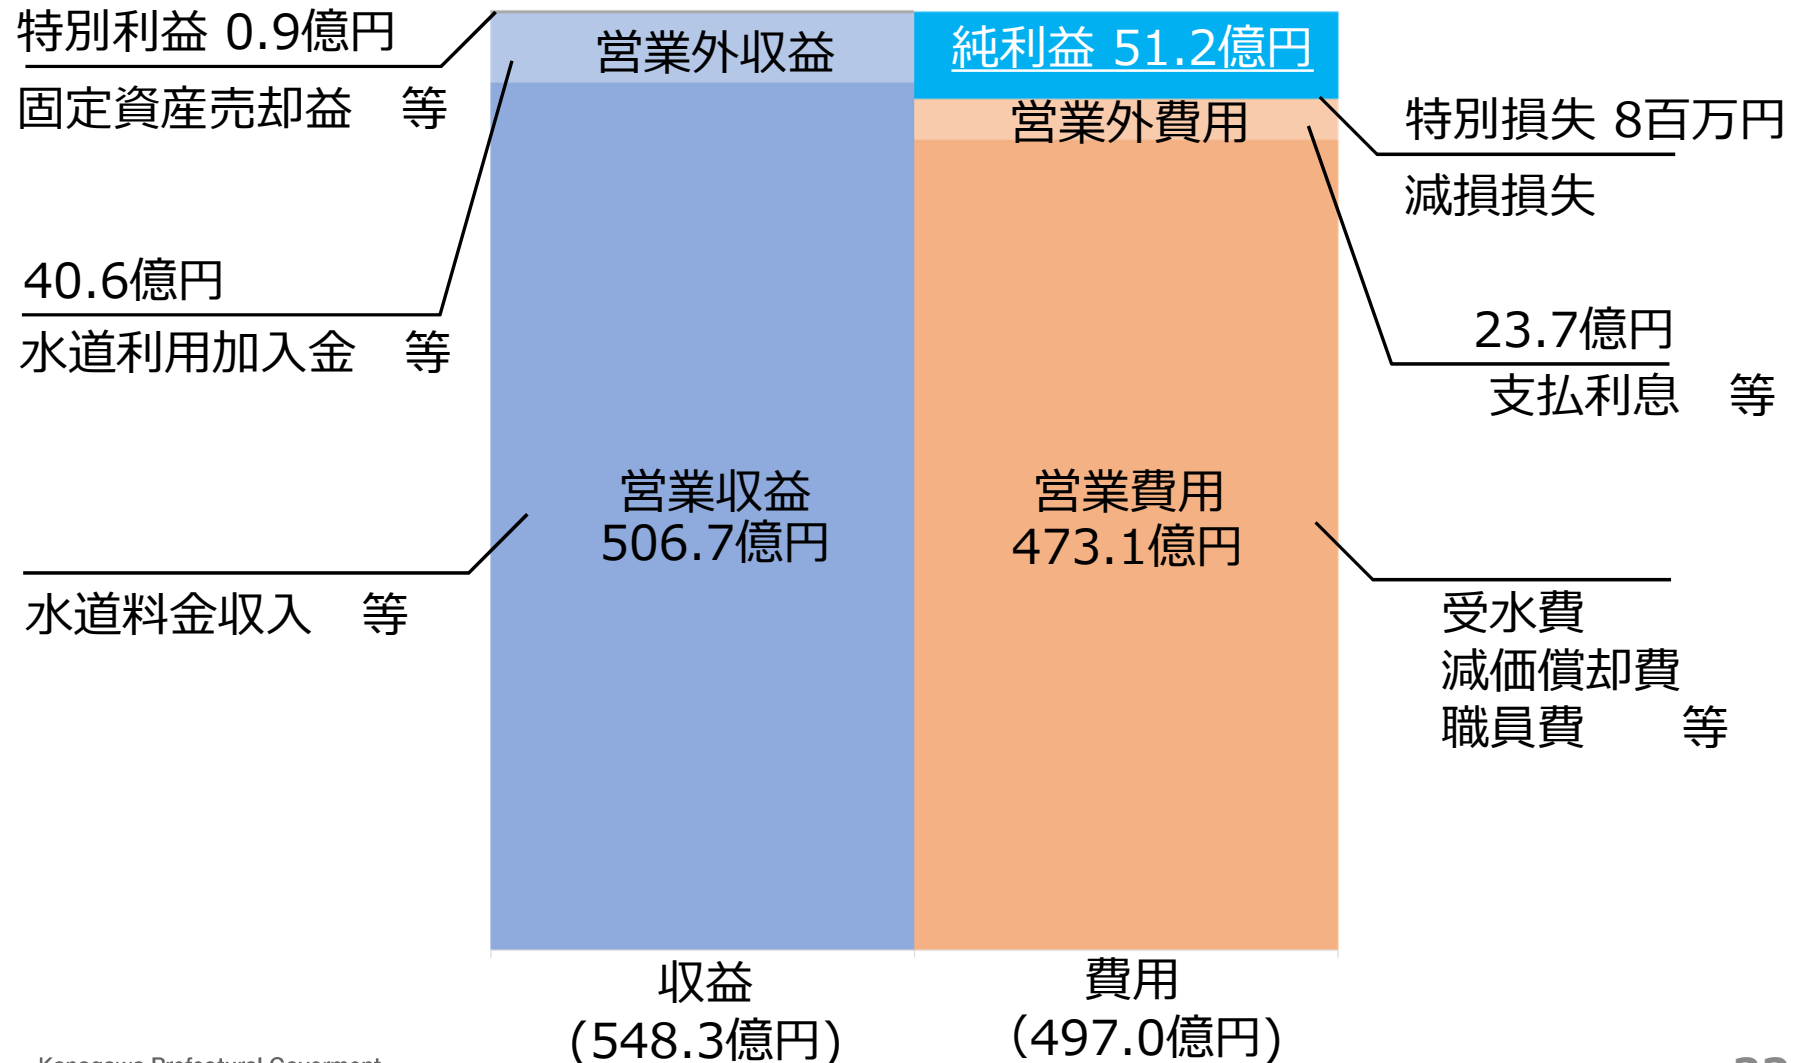 特別利益 0.9億円
固定資産売却益　等
40.6億円
水道利用加入金　等
水道料金収入　等
営業外収益
営業収益
506.7億円
純利益 51.2億円
営業外費用
営業費用
473.1億円
特別損失 8百万円
減損損失
23.7億円
支払利息　等
受水費
減価償却費
職員費　　等
収益
(548.3億円)
費用
(497.0億円)